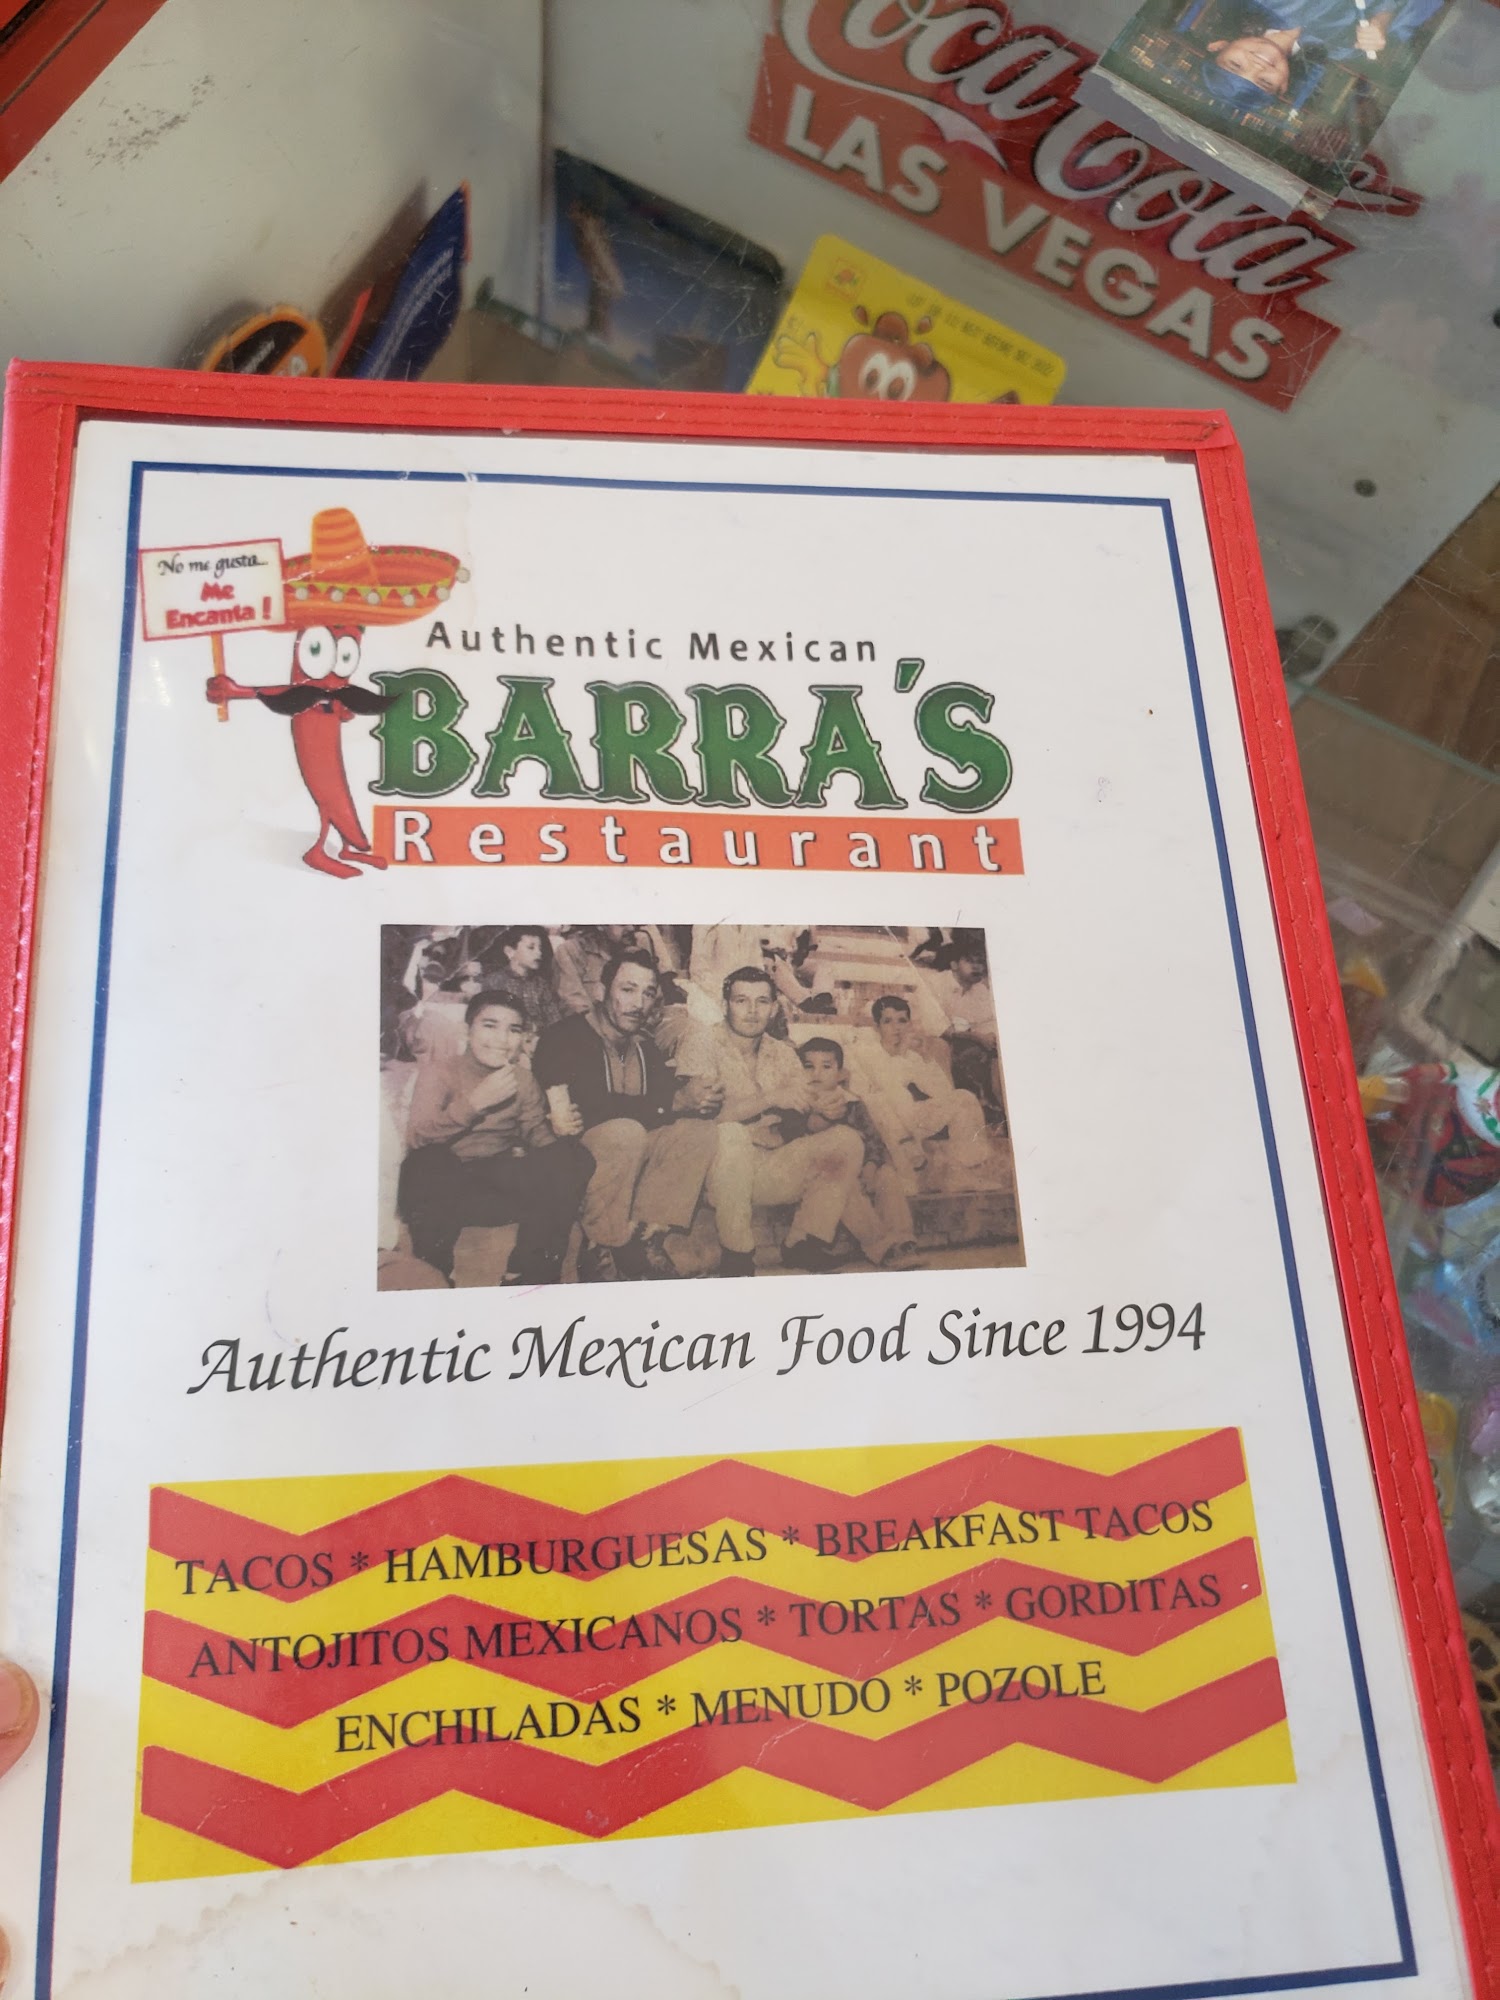 Coca-Cola
LAS VEGAS
No me gusta...
Me
Encanta!
Authentic Mexican
BARRA'S
Restaurant
Authentic Mexican Food Since 1994
TACOS * HAMBURGUESAS * BREAKFAST TACOS
ANTOJITOS MEXICANOS * TORTAS * GORDITAS
ENCHILADAS * MENUDO * POZOLE